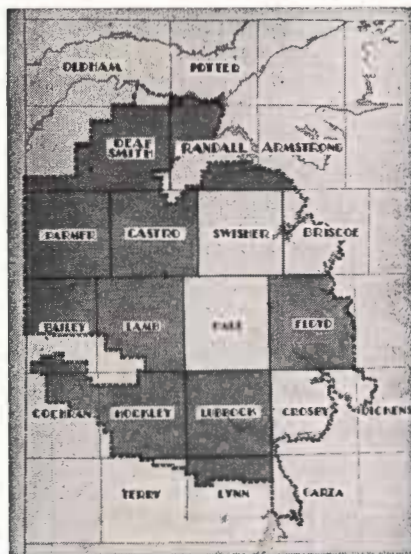 OLDHAM POTTER
DEAF SMITH RANDALL ARMSTRONG
PARMER CASTRO SWISHER BRISCOE
BAILEY LAMB HALE FLOYD
COCHRAN HOCKLEY LUBBOCK CROSBY DICKENS
TERRY LYNN GARZA